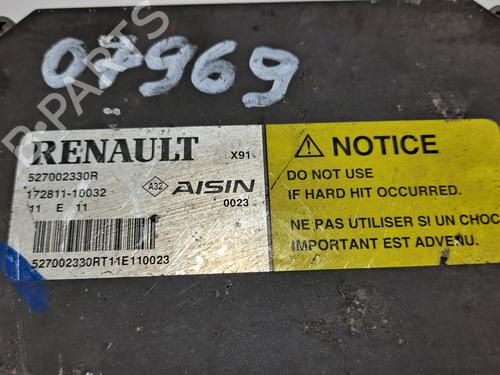 07969
RENAULT
X91
527002330R
172811-10032
A32 AISIN
11 E 11
0023
527002330RT11E110023
⚠ NOTICE
DO NOT USE
IF HARD HIT OCCURRED.
NE PAS UTILISER SI UN CHOC
IMPORTANT EST ADVENU.
B-PARTS